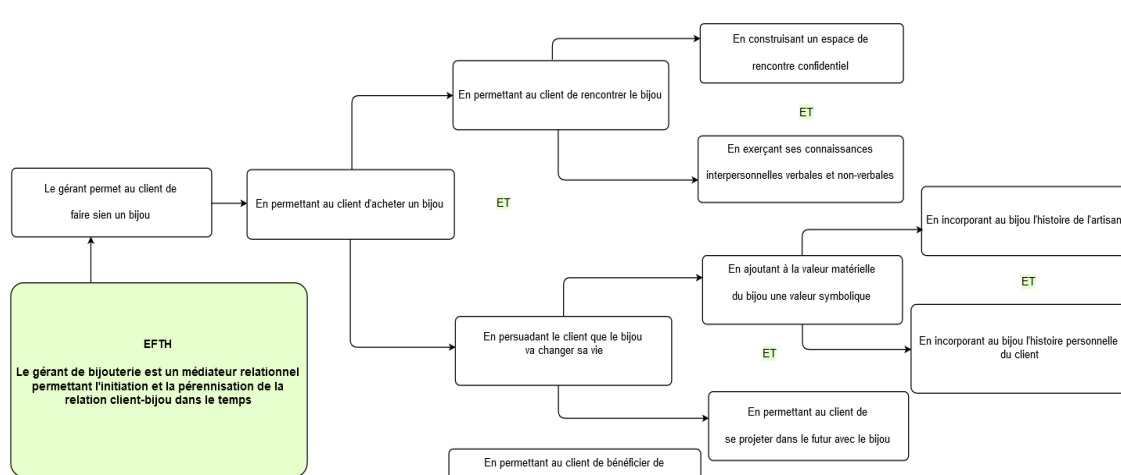 En construisant un espace de
rencontre confidentiel
En permettant au client de rencontrer le bijou
ET
En exerçant ses connaissances
interpersonnelles verbales et non-verbales
Le gérant permet au client de
faire sien un bijou
En permettant au client d'acheter un bijou
ET
En incorporant au bijou l'histoire de l'artisan
En ajoutant à la valeur matérielle
du bijou une valeur symbolique
ET
En persuadant le client que le bijou
va changer sa vie
ET
En incorporant au bijou l'histoire personnelle
du client
EFTH
Le gérant de bijouterie est un médiateur relationnel
permettant l'initiation et la pérennisation de la
relation client-bijou dans le temps
En permettant au client de
se projeter dans le futur avec le bijou
En permettant au client de bénéficier de